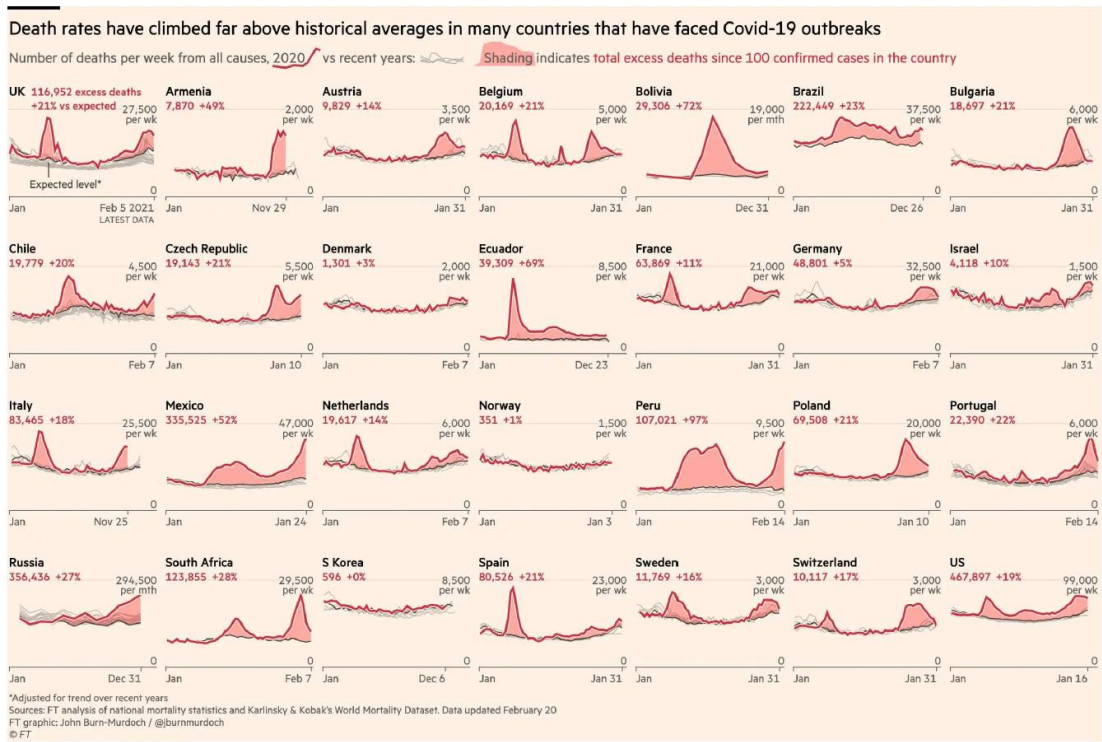 Death rates have climbed far above historical averages in many countries that have faced Covid-19 outbreaks
Number of deaths per week from all causes, 2020 vs recent years: Shading indicates total excess deaths since 100 confirmed cases in the country
UK 116,952 excess deaths
+21% vs expected 27,500
per wk
Expected level*
0
Jan Feb 5 2021
LATEST DATA
Armenia
7,870 +49% 2,000
per wk
0
Jan Nov 29
Austria
9,829 +14% 3,500
per wk
0
Jan Jan 31
Belgium
20,169 +21% 5,000
per wk
0
Jan Jan 31
Bolivia
29,306 +72% 19,000
per mth
0
Jan Dec 31
Brazil
222,449 +23% 37,500
per wk
0
Jan Dec 26
Bulgaria
18,697 +21% 6,000
per wk
0
Jan Jan 31
Chile
19,779 +20% 4,500
per wk
0
Jan Feb 7
Czech Republic
19,143 +21% 5,500
per wk
0
Jan Jan 10
Denmark
1,301 +3% 2,000
per wk
0
Jan Feb 7
Ecuador
39,309 +69% 8,500
per wk
0
Jan Dec 23
France
63,869 +11% 21,000
per wk
0
Jan Jan 31
Germany
48,801 +5% 32,500
per wk
0
Jan Feb 7
Israel
4,118 +10% 1,500
per wk
0
Jan Jan 31
Italy
83,465 +18% 25,500
per wk
0
Jan Nov 25
Mexico
335,525 +52% 47,000
per wk
0
Jan Jan 24
Netherlands
19,617 +14% 6,000
per wk
0
Jan Feb 7
Norway
351 +1% 1,500
per wk
0
Jan Jan 3
Peru
107,021 +97% 9,500
per wk
0
Jan Feb 14
Poland
69,508 +21% 20,000
per wk
0
Jan Jan 10
Portugal
22,390 +22% 6,000
per wk
0
Jan Feb 14
Russia
356,436 +27% 294,500
per mth
0
Jan Dec 31
South Africa
123,855 +28% 29,500
per wk
0
Jan Feb 7
S Korea
596 +0% 8,500
per wk
0
Jan Dec 6
Spain
80,526 +21% 23,000
per wk
0
Jan Jan 31
Sweden
11,769 +16% 3,000
per wk
0
Jan Jan 31
Switzerland
10,117 +17% 3,000
per wk
0
Jan Jan 31
US
467,897 +19% 99,000
per wk
0
Jan Jan 16
*Adjusted for trend over recent years
Sources: FT analysis of national mortality statistics and Karlinsky & Kobak's World Mortality Dataset. Data updated February 20
FT graphic: John Burn-Murdoch / @jburnmurdoch
© FT